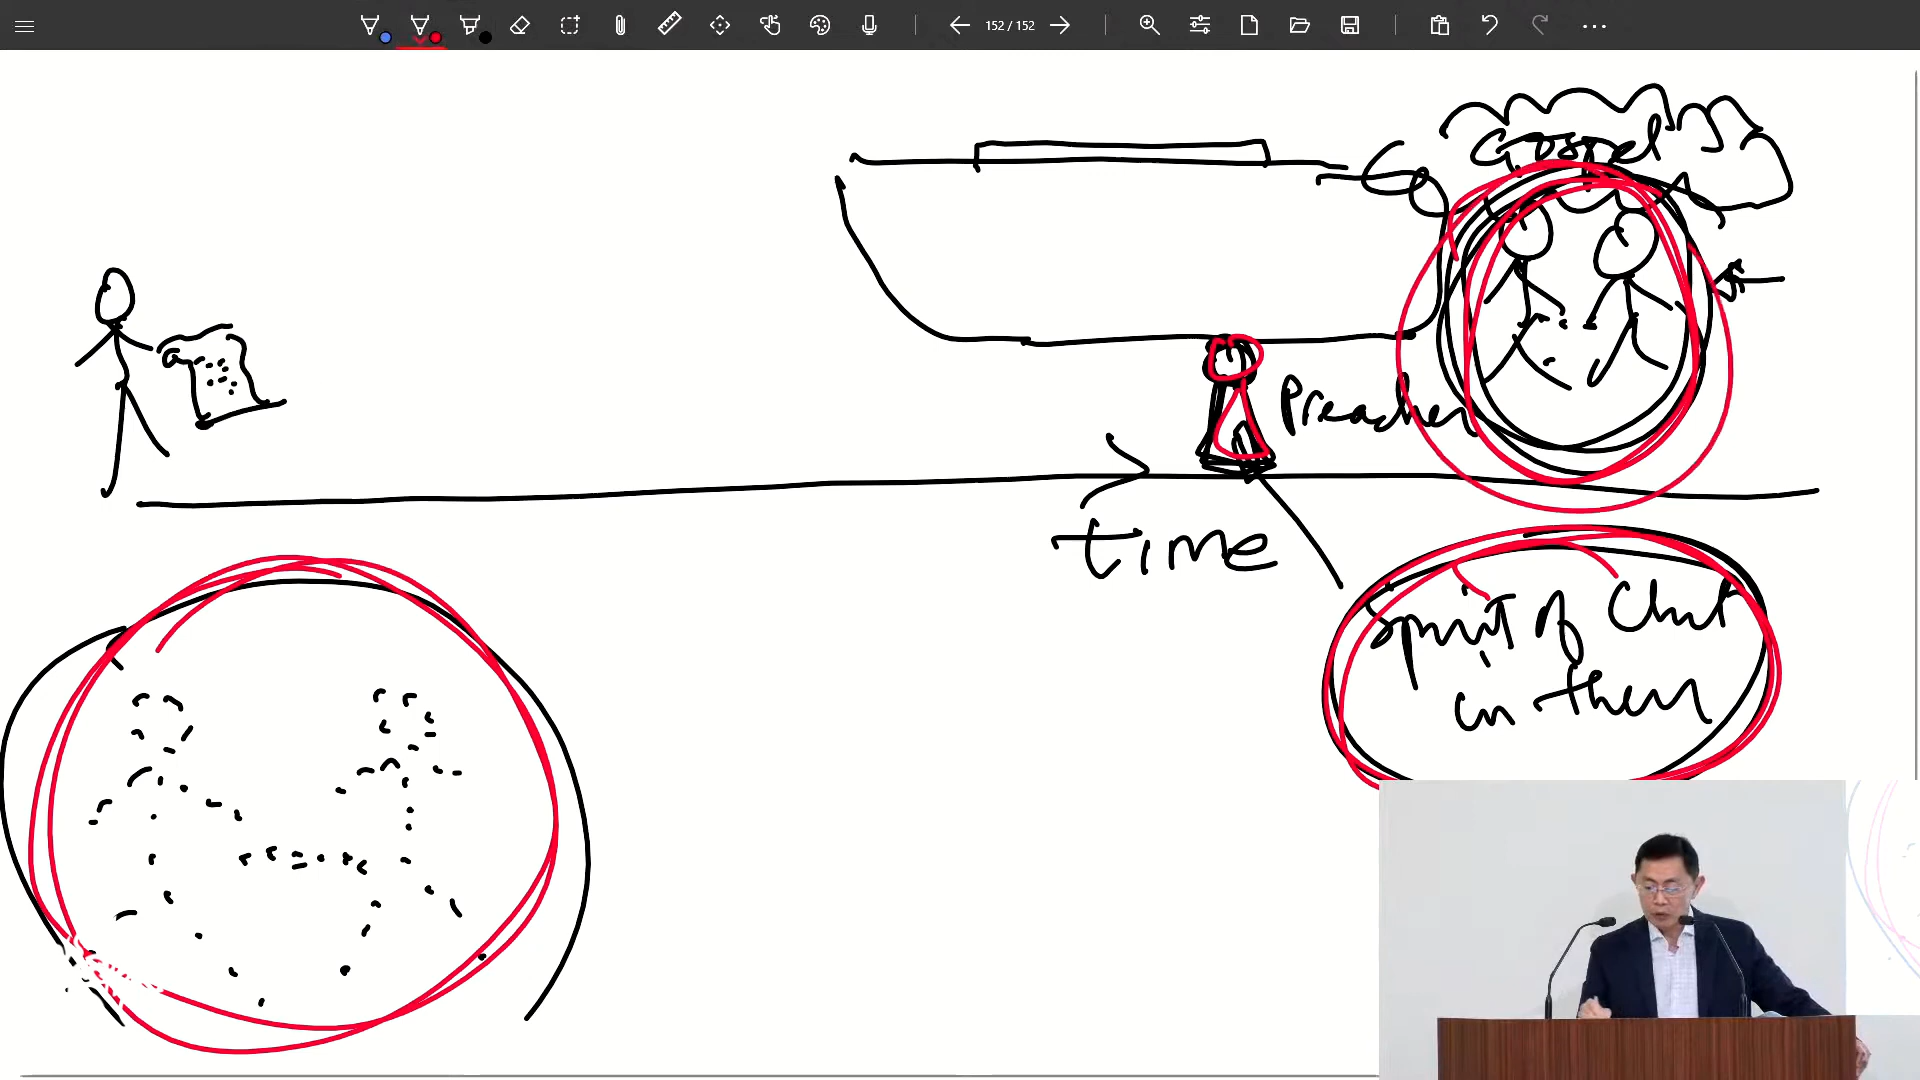 152 / 152
Gospel
Preacher
time
Spirit of Christ
in them